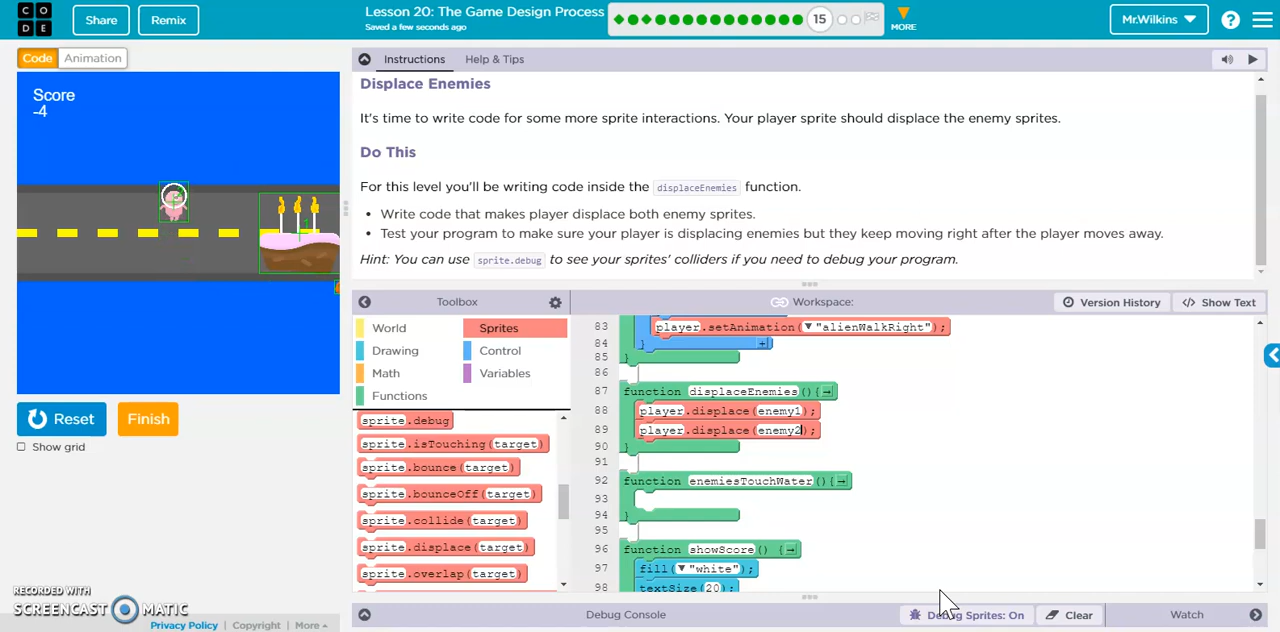 CO
DE
Share
Remix
Lesson 20: The Game Design Process
Saved a few seconds ago
15
MORE
Mr.Wilkins
?
Code
Animation
Instructions
Help & Tips
Score
-4
Displace Enemies
It's time to write code for some more sprite interactions. Your player sprite should displace the enemy sprites.
Do This
For this level you'll be writing code inside the displaceEnemies function.
• Write code that makes player displace both enemy sprites.
• Test your program to make sure your player is displacing enemies but they keep moving right after the player moves away.
Hint: You can use sprite.debug to see your sprites' colliders if you need to debug your program.
Toolbox
Workspace:
Version History
</> Show Text
World
Sprites
Drawing
Control
Math
Variables
Functions
sprite.debug
sprite.isTouching(target)
sprite.bounce(target)
sprite.bounceOff(target)
sprite.collide(target)
sprite.displace(target)
sprite.overlap(target)
83 player.setAnimation(▼"alienWalkRight");
84 }
85 }
86
87 function displaceEnemies(){
88 player.displace(enemy1);
89 player.displace(enemy2);
90 }
91
92 function enemiesTouchWater(){
93
94 }
95
96 function showScore() {
97 fill(▼"white");
98 textSize(20);
Reset
Finish
Show grid
RECORDED WITH
SCREENCAST MATIC
Privacy Policy | Copyright | More
Debug Console
Debug Sprites: On
Clear
Watch